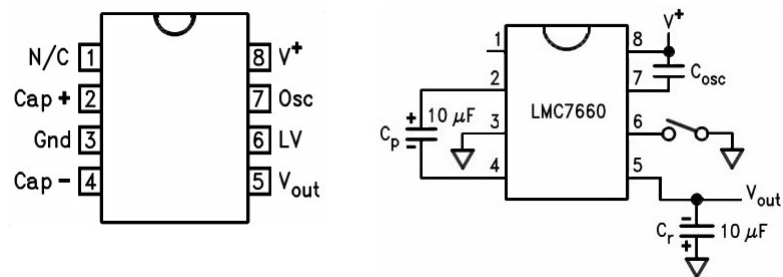 N/C 1 8 V+
Cap + 2 7 Osc
Gnd 3 6 LV
Cap - 4 5 Vout
V+
1 8
Cosc
2 7
+ 10 μF LMC7660
Cp 3 6
-
4 5
Vout
-
Cr 10 μF
+